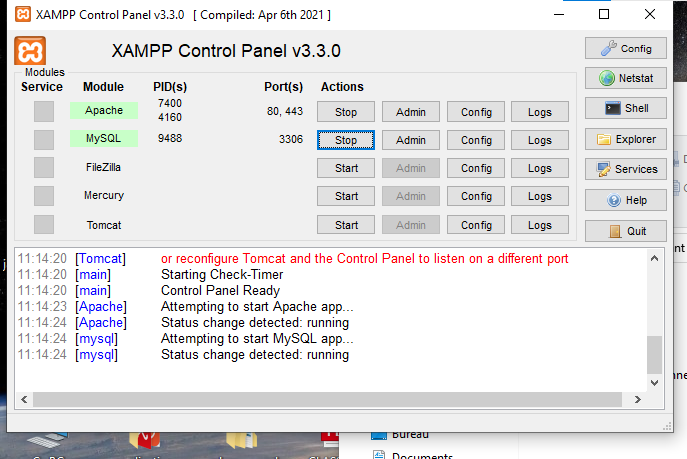 XAMPP Control Panel v3.3.0 [ Compiled: Apr 6th 2021 ]
XAMPP Control Panel v3.3.0
Config
Modules
Service Module PID(s) Port(s) Actions
Netstat
Apache 7400 4160 80, 443 Stop Admin Config Logs
Shell
MySQL 9488 3306 Stop Admin Config Logs
Explorer
FileZilla Start Admin Config Logs
Services
Mercury Start Admin Config Logs
Help
Tomcat Start Admin Config Logs
Quit
11:14:20 [Tomcat] or reconfigure Tomcat and the Control Panel to listen on a different port
11:14:20 [main] Starting Check-Timer
11:14:20 [main] Control Panel Ready
11:14:23 [Apache] Attempting to start Apache app...
11:14:24 [Apache] Status change detected: running
11:14:24 [mysql] Attempting to start MySQL app...
11:14:24 [mysql] Status change detected: running
Bureau
Documents